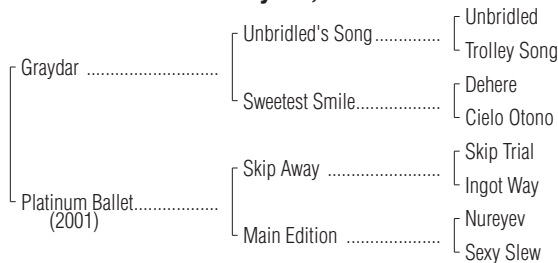 Unbridled
Unbridled's Song
Trolley Song
Graydar
Dehere
Sweetest Smile
Cielo Otono
Skip Trial
Skip Away
Ingot Way
Platinum Ballet
(2001)
Nureyev
Main Edition
Sexy Slew